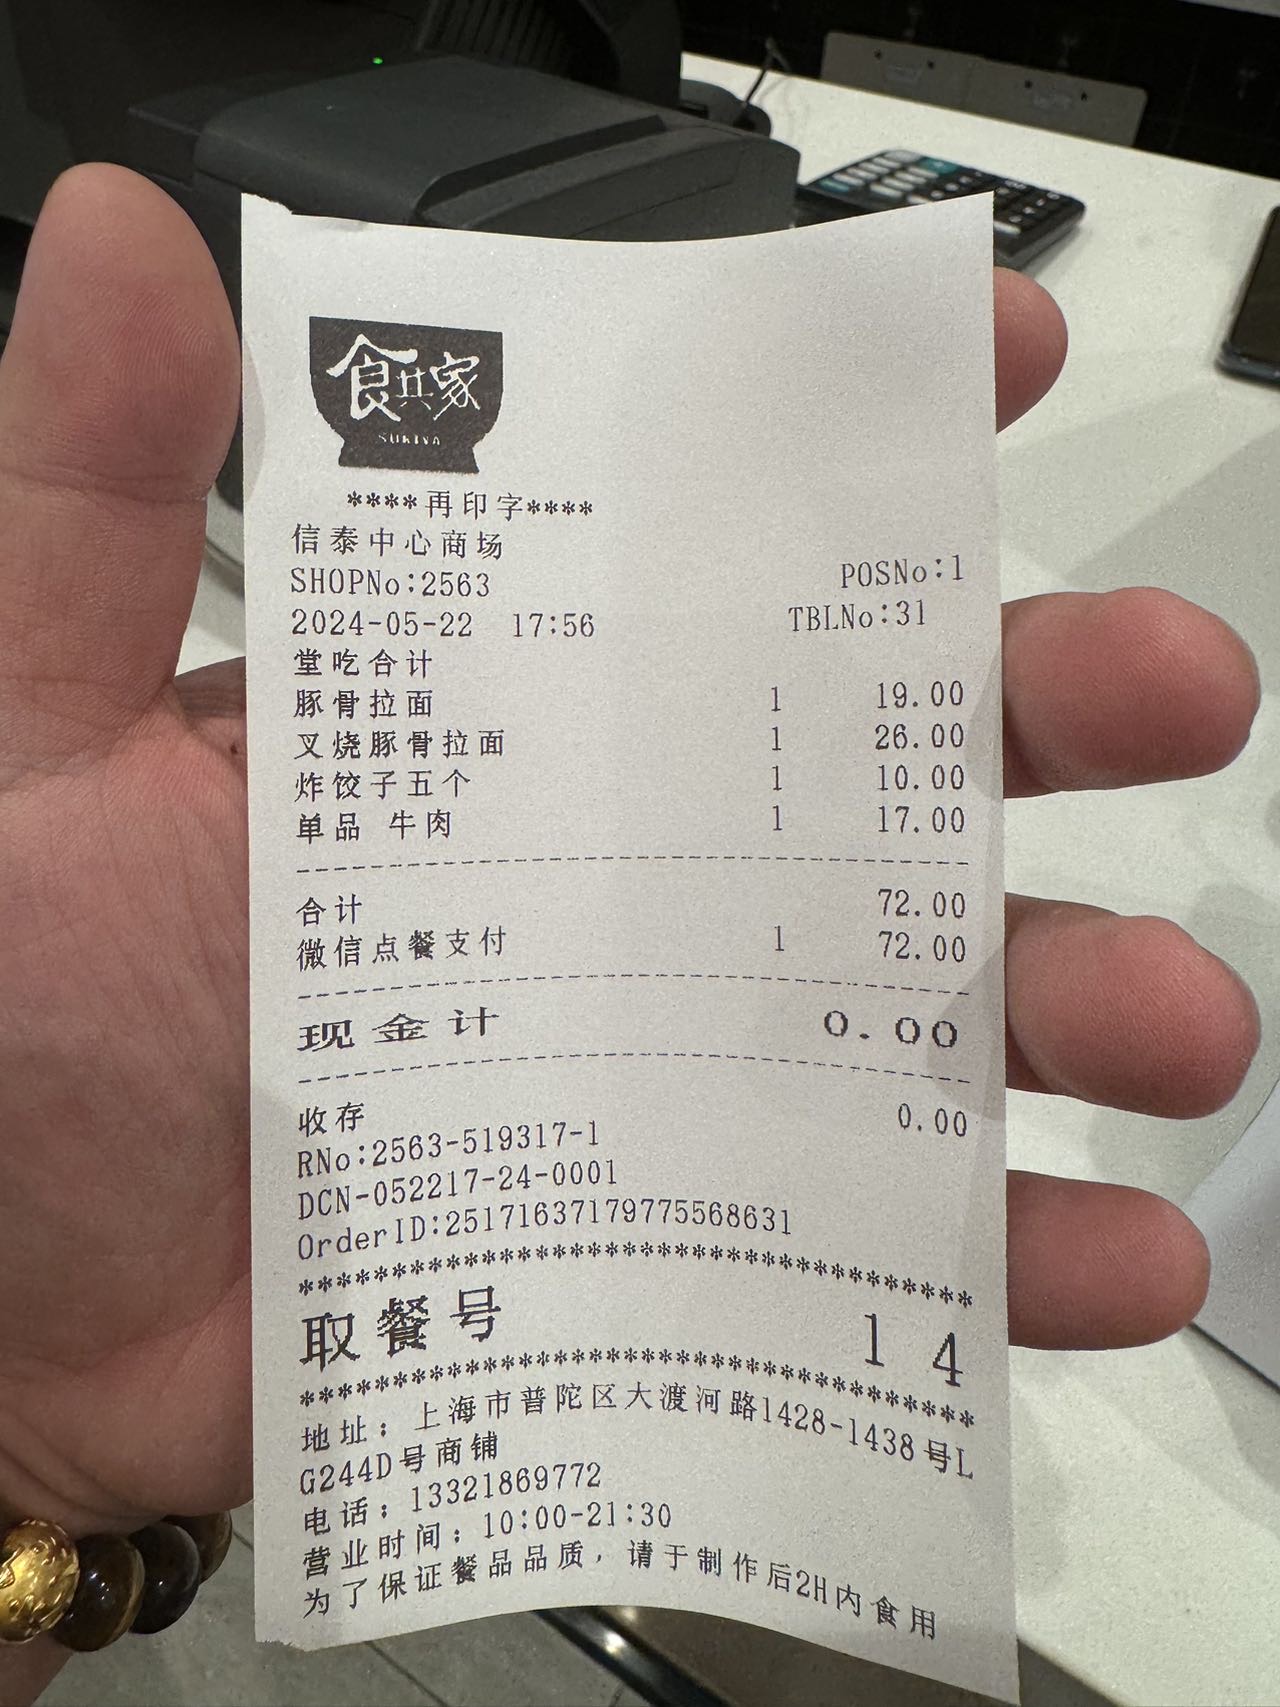 食其家
SUKIYA
****再印字****
信泰中心商场
SHOPNo:2563 POSNo:1
2024-05-22 17:56 TBLNo:31
堂吃合计
豚骨拉面 1 19.00
叉烧豚骨拉面 1 26.00
炸饺子五个 1 10.00
单品 牛肉 1 17.00
合计 72.00
微信点餐支付 1 72.00
现金计 0.00
收存 0.00
RNo:2563-519317-1
DCN-052217-24-0001
OrderID:25171637179775568631
取餐号 14
地址：上海市普陀区大渡河路1428-1438号L
G244D号商铺
电话：13321869772
营业时间：10:00-21:30
为了保证餐品品质，请于制作后2H内食用